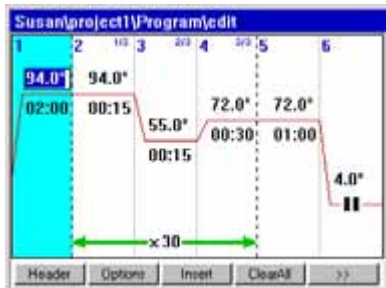 Susan\project1\Program\edit
1 2 1/3 3 2/3 4 3/3 5 6
94.0° 94.0° 55.0° 72.0° 72.0° 4.0°
02:00 00:15 00:15 00:30 01:00
x30
Header Options Insert ClearAll >>